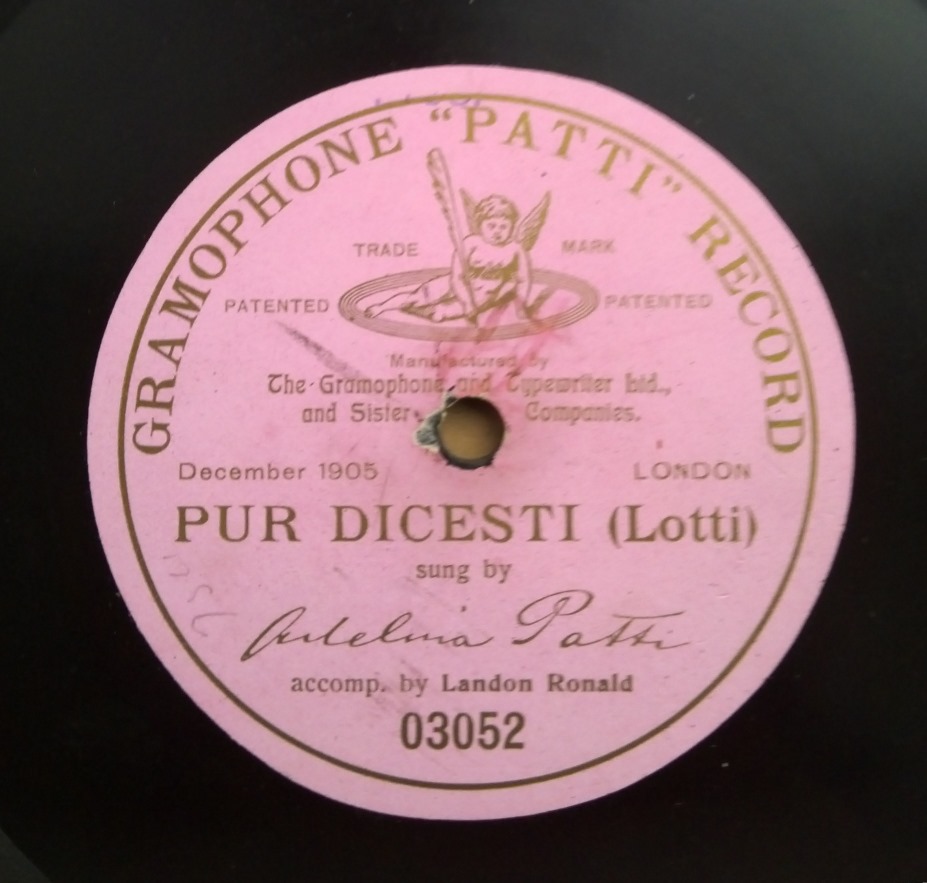 GRAMOPHONE “PATTI” RECORD
TRADE MARK
PATENTED PATENTED
Manufactured by
The Gramophone and Typewriter Ltd.,
and Sister Companies.
December 1905 LONDON
PUR DICESTI (Lotti)
sung by
Adelina Patti
accomp. by Landon Ronald
03052